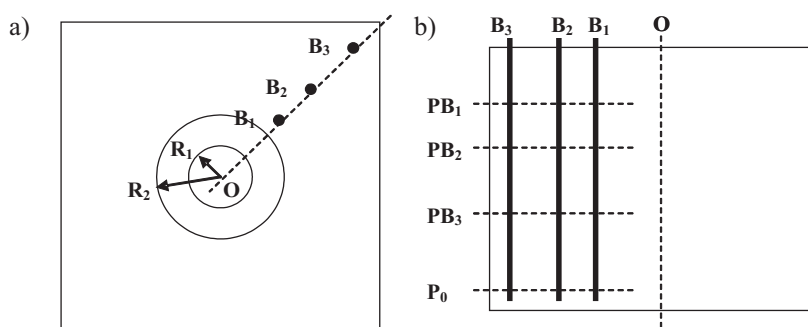 a)
B₃
B₂
B₁
R₁
R₂
O
b)
B₃ B₂ B₁ O
PB₁
PB₂
PB₃
P₀